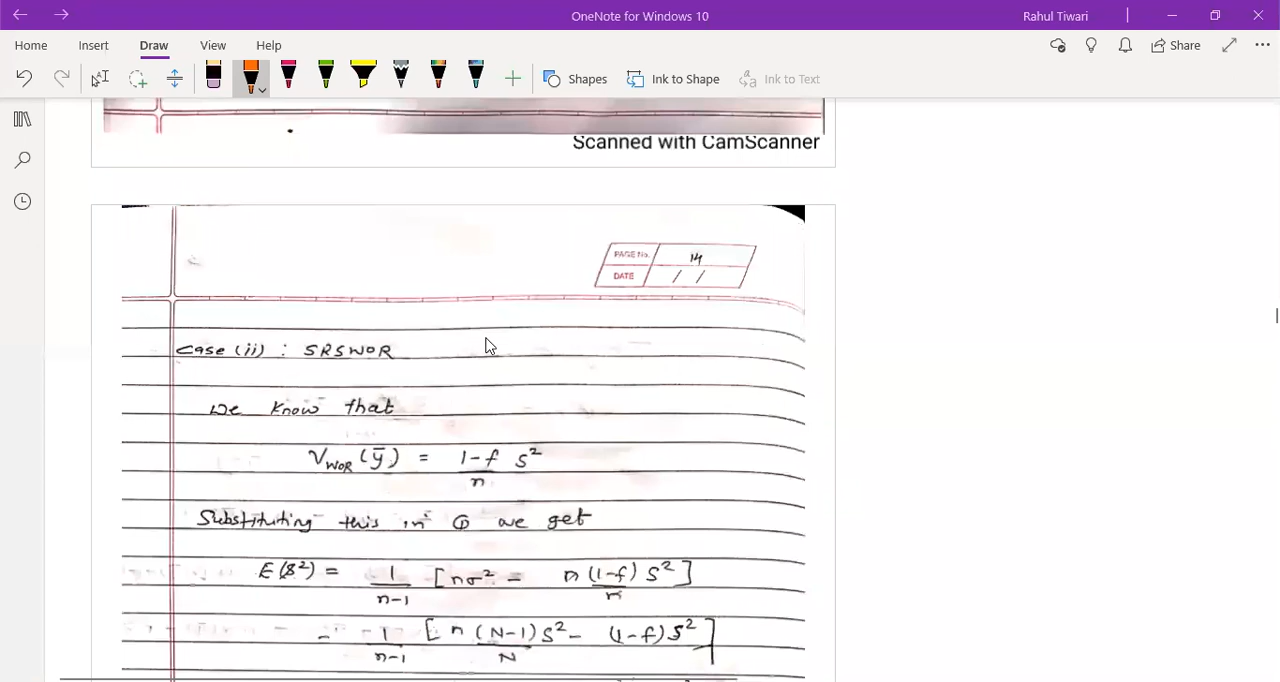 OneNote for Windows 10
Rahul Tiwari
Home Insert Draw View Help
Share
Shapes Ink to Shape Ink to Text
Scanned with CamScanner
PAGE No. 14
DATE / /
Case (ii) : SRSWOR
We know that
V_WOR (ȳ) = (1-f)/n S²
Substituting this in ① we get
E(s²) = 1/(n-1) [nσ² - n(1-f)/n S²]
= 1/(n-1) [n(N-1)/N S² - (1-f)S²]